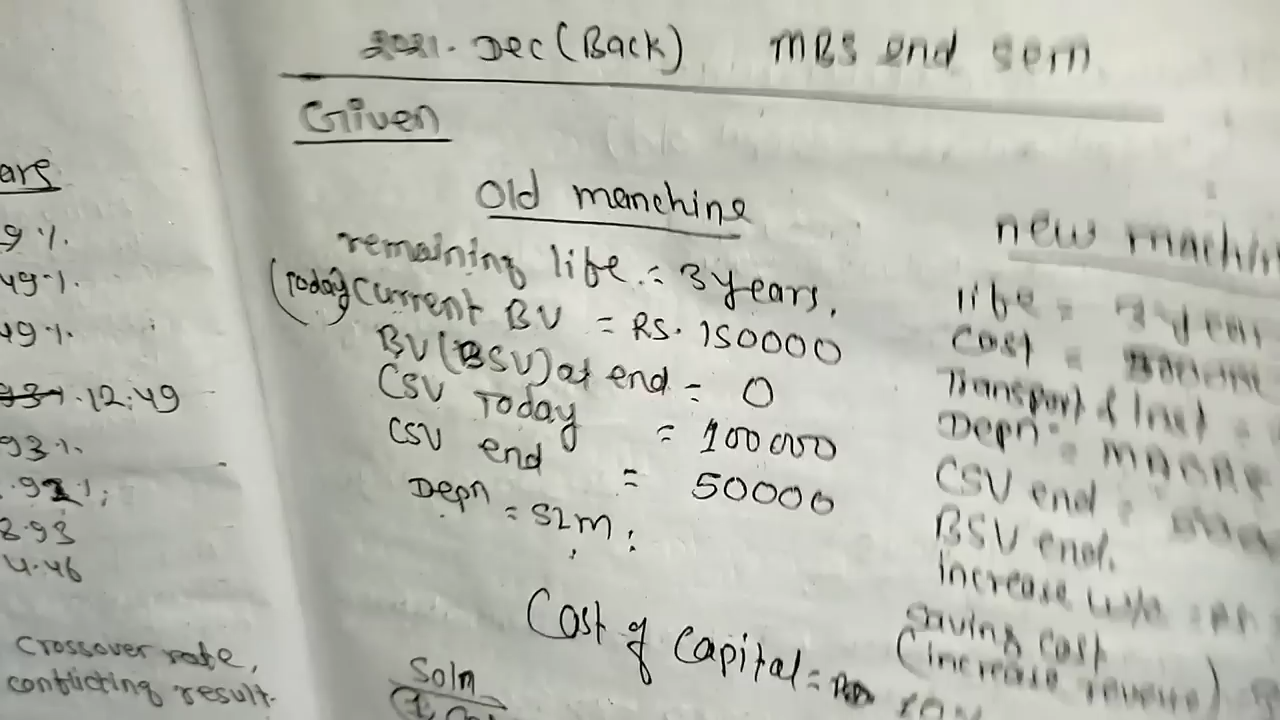 2021. Dec (Back) MBS end sem
Given
ars
9%.
49%.
49%.
12.49
93%.
.92%;
8.93
4.46
crossover rate,
conflicting result.
Old manchine
remaining life = 3 years,
(Today) Current BV = RS. 150000
BV (BSV) at end = 0
CSV Today = 100000
CSV end = 50000
Depn = SLM:
Cost of Capital =
Soln
new machin
life =
Cost =
Transport & Inst =
Depn =
CSV end =
BSV end.
increase w/c
saving cost
(increase revenue)